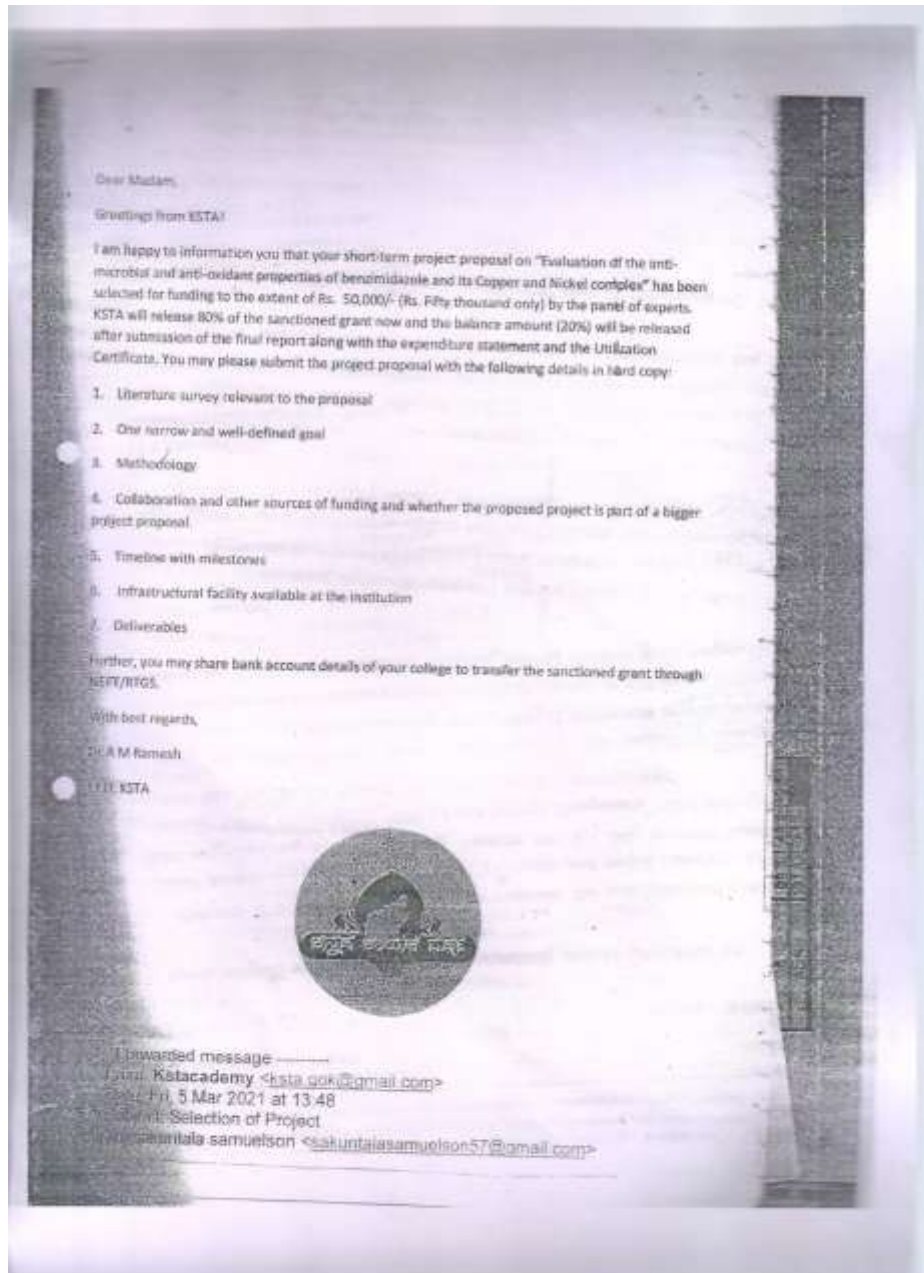 Dear Madam,
Greetings from KSTA!
I am happy to information you that your short-term project proposal on "Evaluation of the anti-
microbial and anti-oxidant properties of benzimidazole and its Copper and Nickel complex" has been
selected for funding to the extent of Rs. 50,000/- (Rs. Fifty thousand only) by the panel of experts.
KSTA will release 80% of the sanctioned grant now and the balance amount (20%) will be released
after submission of the final report along with the expenditure statement and the Utilization
Certificate. You may please submit the project proposal with the following details in hard copy:
1. Literature survey relevant to the proposal
2. One narrow and well-defined goal
3. Methodology
4. Collaboration and other sources of funding and whether the proposed project is part of a bigger
project proposal
5. Timeline with milestones
6. Infrastructural facility available at the institution
7. Deliverables
Further, you may share bank account details of your college to transfer the sanctioned grant through
NEFT/RTGS.
With best regards,
Dr. A M Ramesh
KSTA
Forwarded message ----------
From: Kstacademy <ksta.gok@gmail.com>
Fri, 5 Mar 2021 at 13:48
Selection of Project
samuelson <sakuntalasamuelson57@gmail.com>